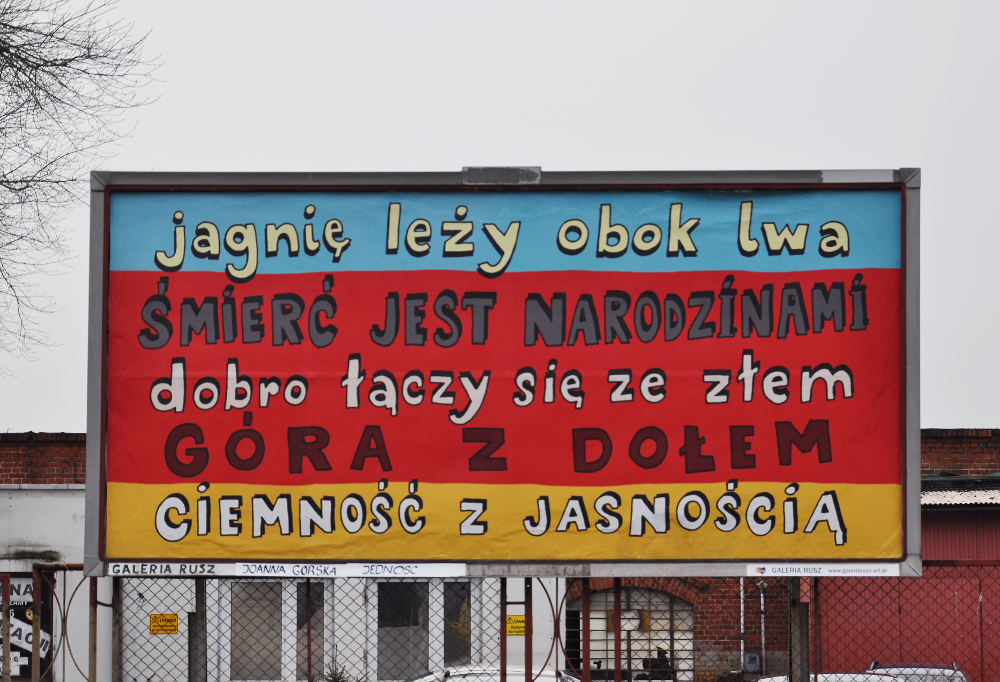 jagnię leży obok lwa
ŚMIERĆ JEST NARODZINAMI
dobro łączy się ze złem
GÓRA Z DOŁEM
CIEMNOŚĆ Z JASNOŚCIĄ
GALERIA RUSZ JOANNA GÓRSKA JEDNOŚĆ
GALERIA RUSZ www.galeriarusz.art.pl